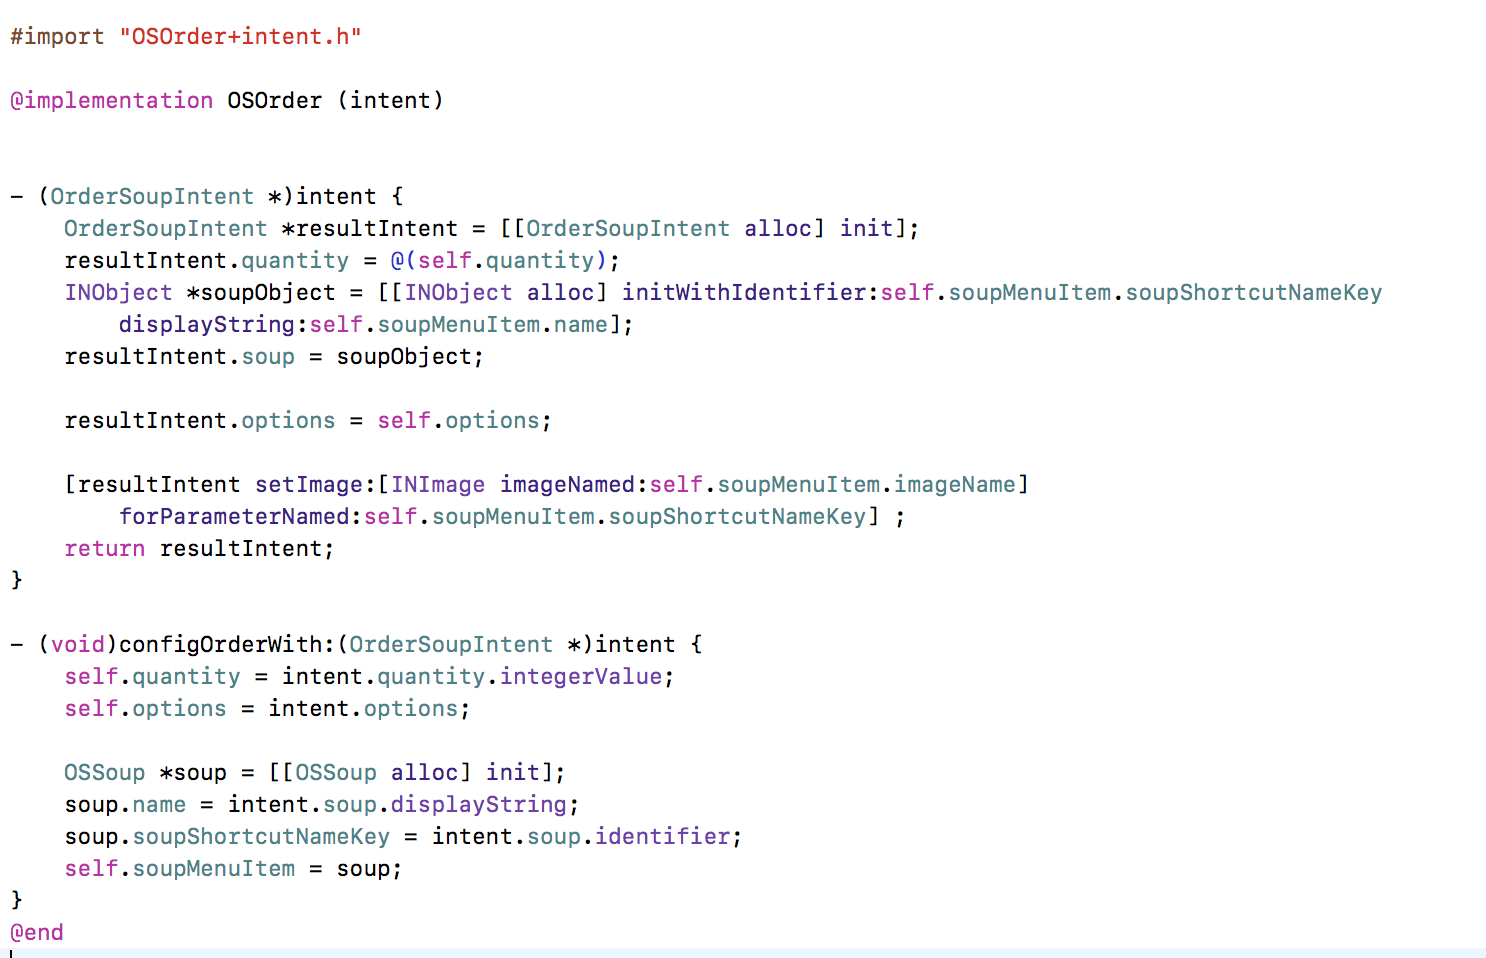 #import "OSOrder+intent.h"
@implementation OSOrder (intent)
- (OrderSoupIntent *)intent {
OrderSoupIntent *resultIntent = [[OrderSoupIntent alloc] init];
resultIntent.quantity = @(self.quantity);
INObject *soupObject = [[INObject alloc] initWithIdentifier:self.soupMenuItem.soupShortcutNameKey
displayString:self.soupMenuItem.name];
resultIntent.soup = soupObject;
resultIntent.options = self.options;
[resultIntent setImage:[INImage imageNamed:self.soupMenuItem.imageName]
forParameterNamed:self.soupMenuItem.soupShortcutNameKey] ;
return resultIntent;
}
- (void)configOrderWith:(OrderSoupIntent *)intent {
self.quantity = intent.quantity.integerValue;
self.options = intent.options;
OSSoup *soup = [[OSSoup alloc] init];
soup.name = intent.soup.displayString;
soup.soupShortcutNameKey = intent.soup.identifier;
self.soupMenuItem = soup;
}
@end